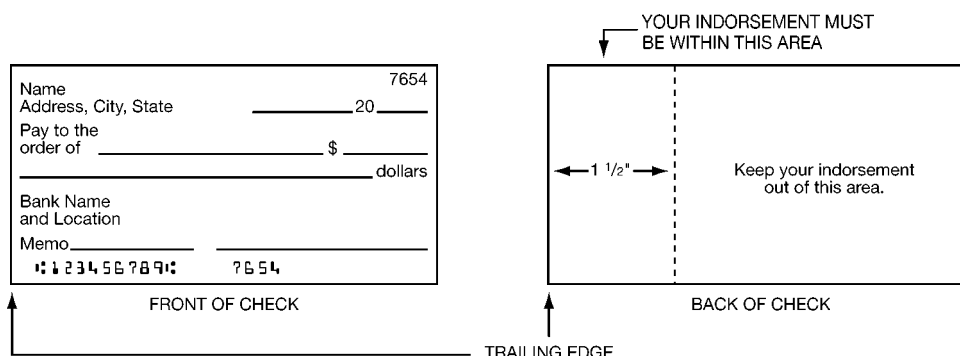 YOUR INDORSEMENT MUST
BE WITHIN THIS AREA
7654
Name
Address, City, State 20
Pay to the
order of $
dollars
Bank Name
and Location
Memo
⑆123456789⑆ 7654
FRONT OF CHECK
1 1/2"
Keep your indorsement
out of this area.
BACK OF CHECK
TRAILING EDGE